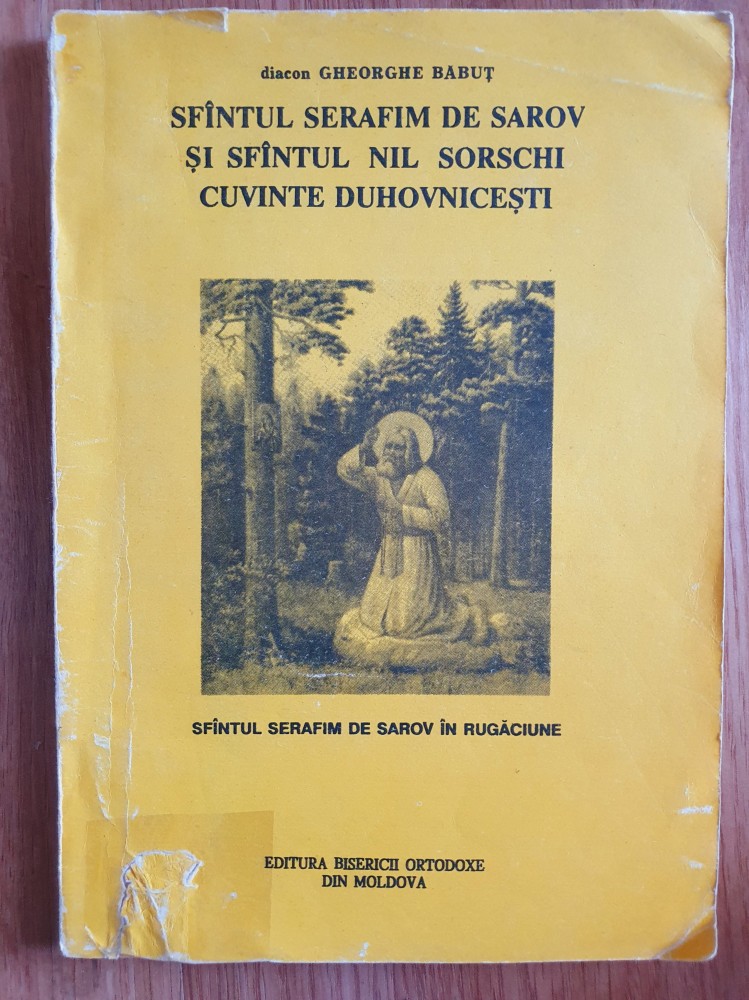 diacon GHEORGHE BĂBUȚ
SFÎNTUL SERAFIM DE SAROV
ȘI SFÎNTUL NIL SORSCHI
CUVINTE DUHOVNICEȘTI
SFÎNTUL SERAFIM DE SAROV ÎN RUGĂCIUNE
EDITURA BISERICII ORTODOXE
DIN MOLDOVA